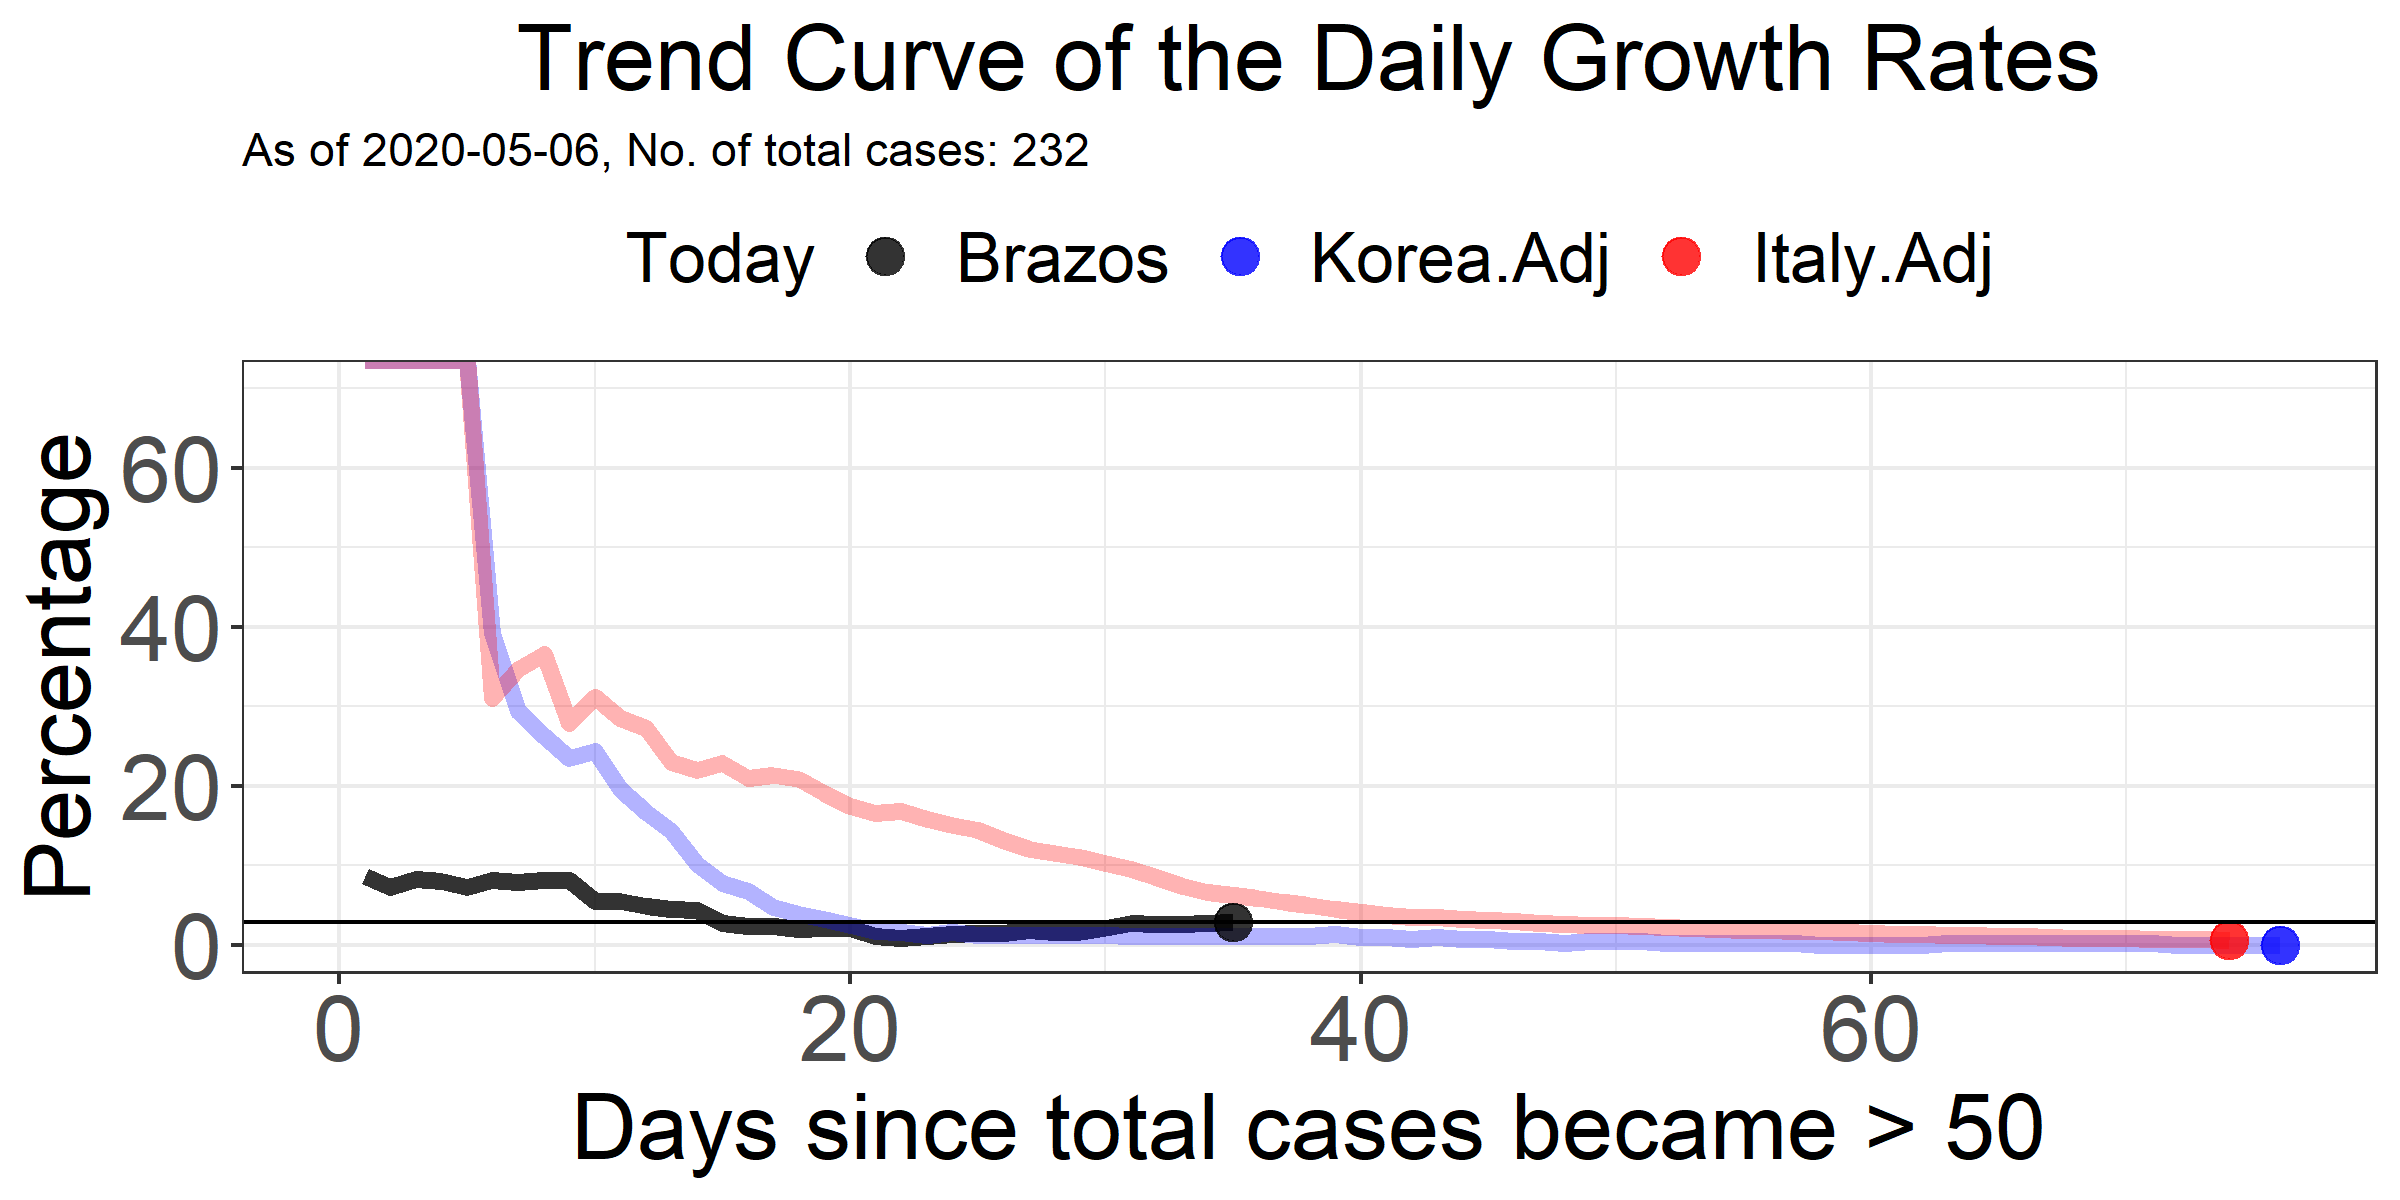 Trend Curve of the Daily Growth Rates
As of 2020-05-06, No. of total cases: 232
Today Brazos Korea.Adj Italy.Adj
Percentage
60
40
20
0
0 20 40 60
Days since total cases became > 50